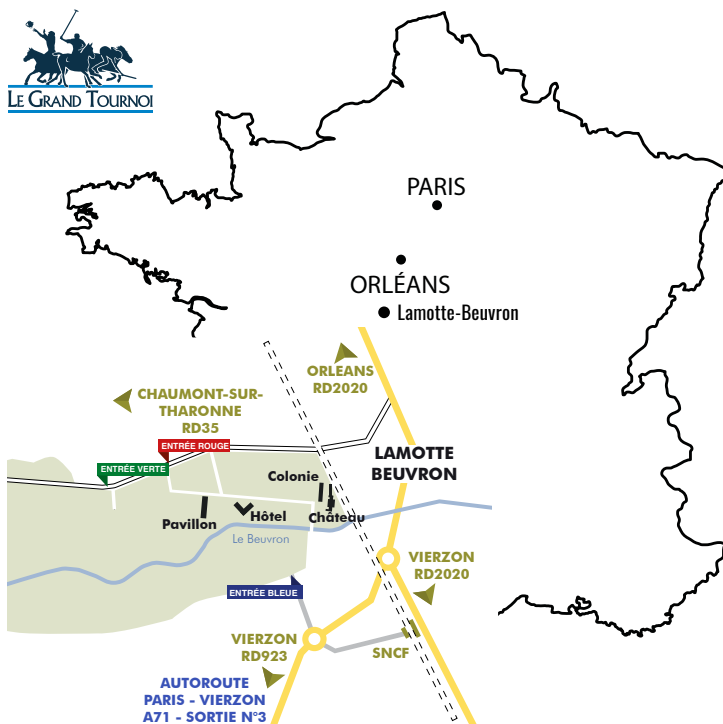 LE GRAND TOURNOI
PARIS
ORLÉANS
Lamotte-Beuvron
ORLEANS
RD2020
CHAUMONT-SUR-
THARONNE
RD35
ENTRÉE ROUGE
ENTRÉE VERTE
LAMOTTE
BEUVRON
Colonie
Château
Hôtel
Pavillon
Le Beuvron
VIERZON
RD2020
ENTRÉE BLEUE
VIERZON
RD923
SNCF
AUTOROUTE
PARIS - VIERZON
A71 - SORTIE N°3